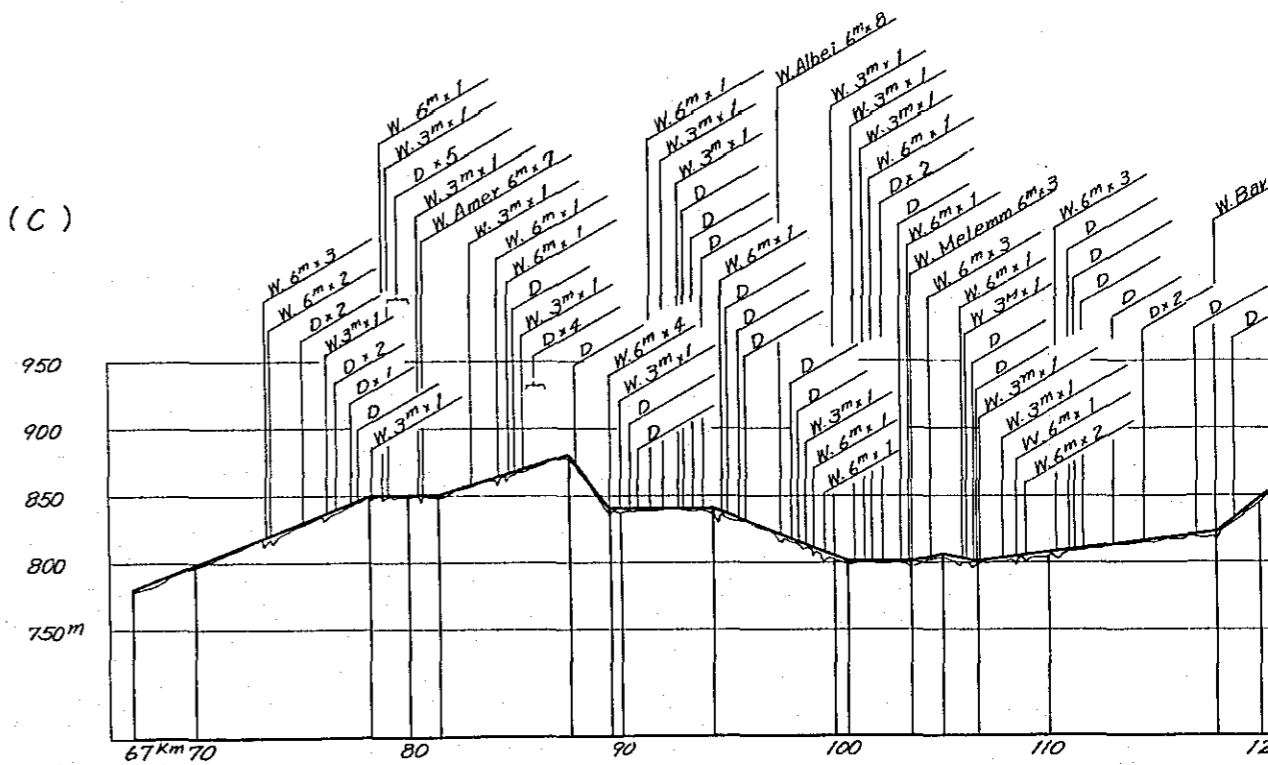 (C)
W. 6m x 3
W. 6m x 2
D x 2
W. 3m x 1
D x 2
D x 1
D
W. 3m x 1
W. 6m x 1
W. 3m x 1
D x 5
W. 3m x 1
W. Amer 6m x 7
W. 3m x 1
W. 6m x 1
W. 6m x 1
D
W. 3m x 1
D x 4
D
W. 6m x 4
W. 3m x 1
D
D
W. 6m x 1
W. 3m x 1
W. 3m x 1
D
D
D
W. 6m x 1
D
D
D
W. Albei 6m x 8
D
D
W. 3m x 1
W. 6m x 1
W. 6m x 1
W. 3m x 1
W. 3m x 1
W. 3m x 1
W. 6m x 1
D x 2
D
W. 6m x 1
W. Melemm 6m x 3
W. 6m x 3
W. 6m x 1
W. 3m x 1
D
D
W. 3m x 1
W. 3m x 1
W. 6m x 1
W. 6m x 2
W. 6m x 3
D
D
D
D
D x 2
W. Bar
D
D
950
900
850
800
750m
67Km 70 80 90 100 110 12